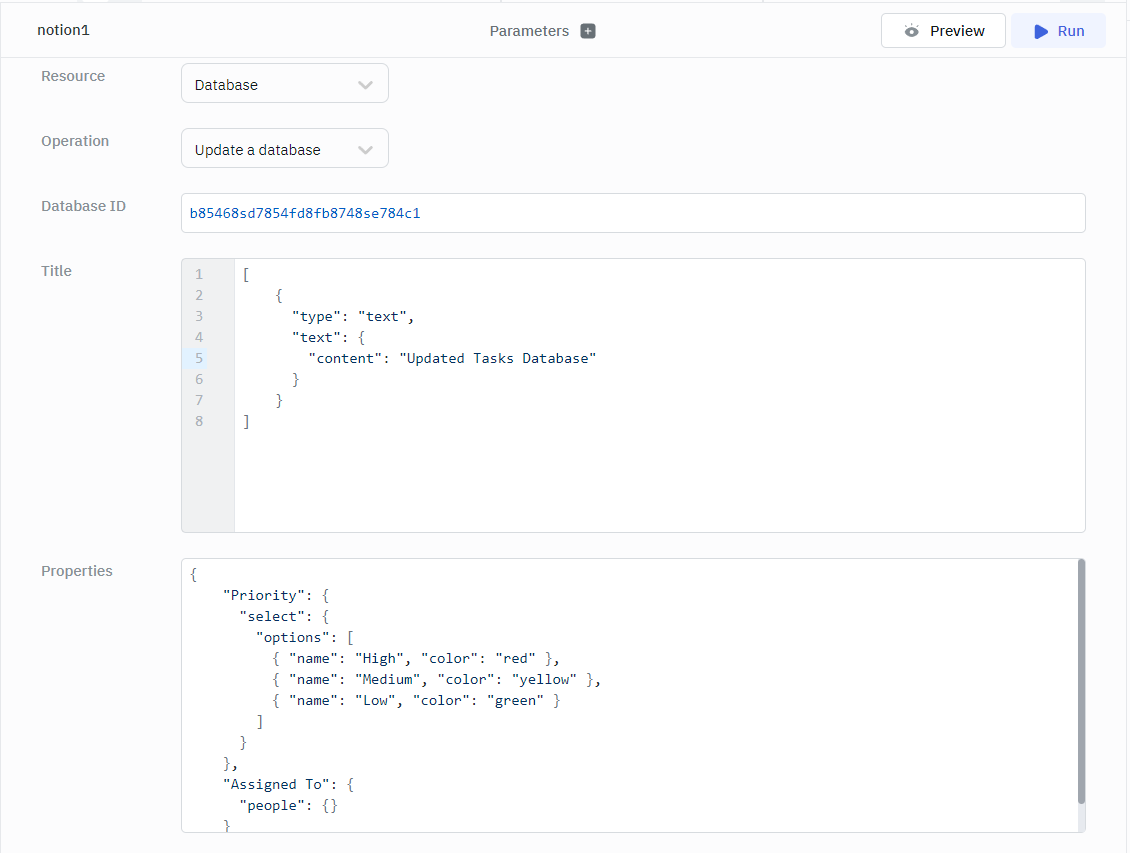 notion1
Parameters +
Preview
Run
Resource
Database
Operation
Update a database
Database ID
b85468sd7854fd8fb8748se784c1
Title
1 [
2     {
3       "type": "text",
4       "text": {
5         "content": "Updated Tasks Database"
6       }
7     }
8 ]
Properties
{
    "Priority": {
      "select": {
        "options": [
          { "name": "High", "color": "red" },
          { "name": "Medium", "color": "yellow" },
          { "name": "Low", "color": "green" }
        ]
      }
    },
    "Assigned To": {
      "people": {}
    }